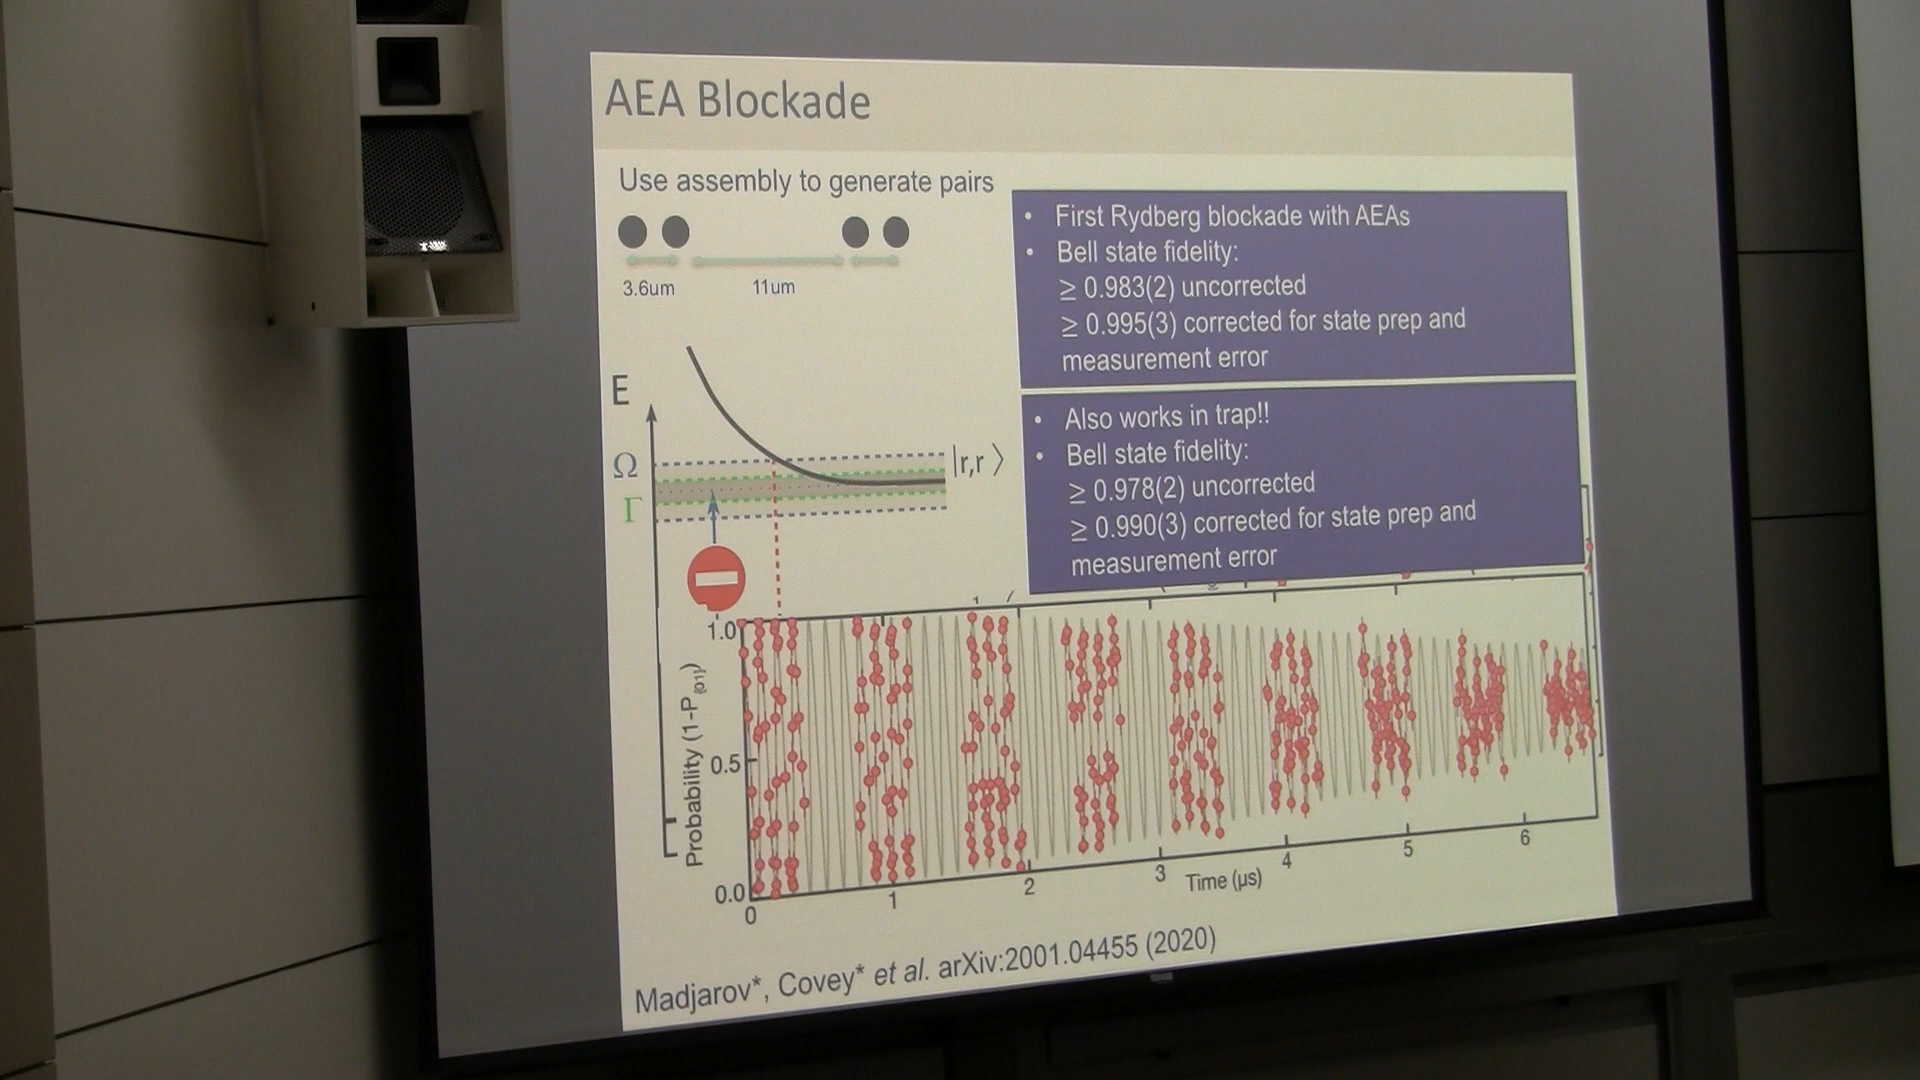 AEA Blockade
Use assembly to generate pairs
3.6um
11um
• First Rydberg blockade with AEAs
• Bell state fidelity:
≥ 0.983(2) uncorrected
≥ 0.995(3) corrected for state prep and
measurement error
• Also works in trap!!
• Bell state fidelity:
≥ 0.978(2) uncorrected
≥ 0.990(3) corrected for state prep and
measurement error
E
Ω
Γ
|r,r⟩
1.0
0.5
0.0
Probability (1-P{01})
0
1
2
3
4
5
6
Time (µs)
Madjarov*, Covey* et al. arXiv:2001.04455 (2020)